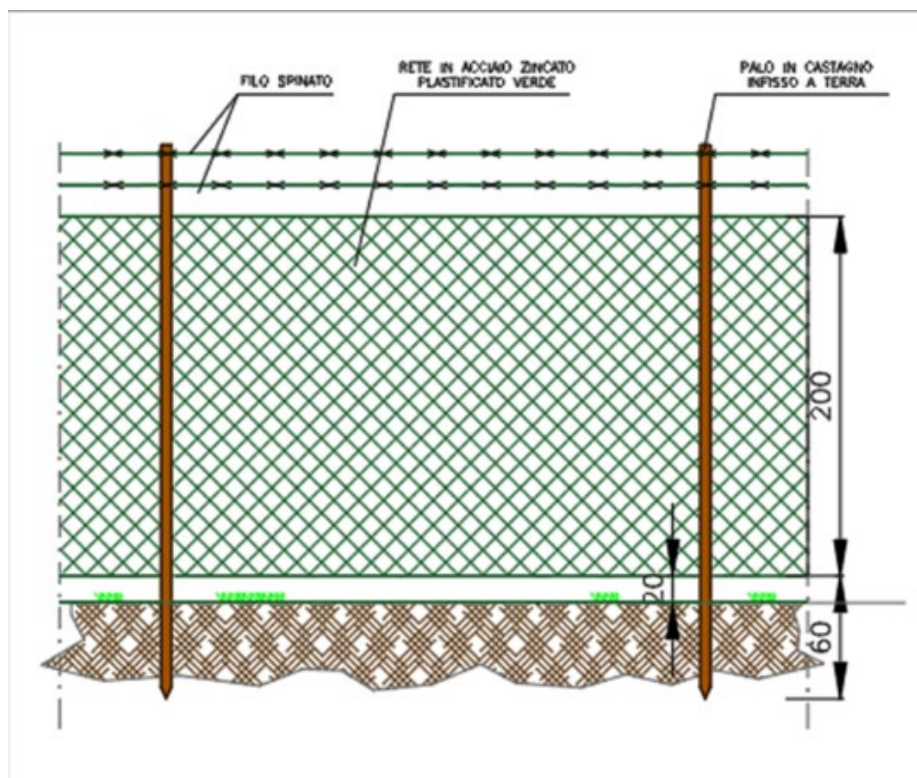 FILO SPINATO
RETE IN ACCIAIO ZINCATO
PLASTIFICATO VERDE
PALO IN CASTAGNO
INFISSO A TERRA
200
20
60